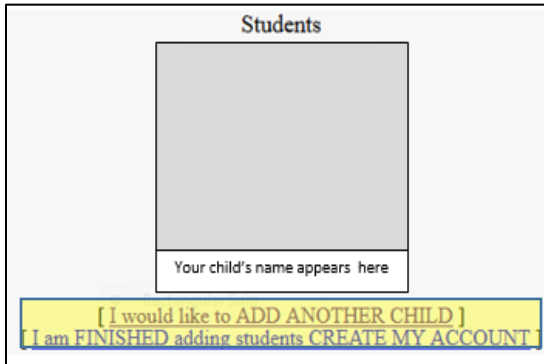 Students
Your child's name appears here
[ I would like to ADD ANOTHER CHILD ]
[ I am FINISHED adding students CREATE MY ACCOUNT ]